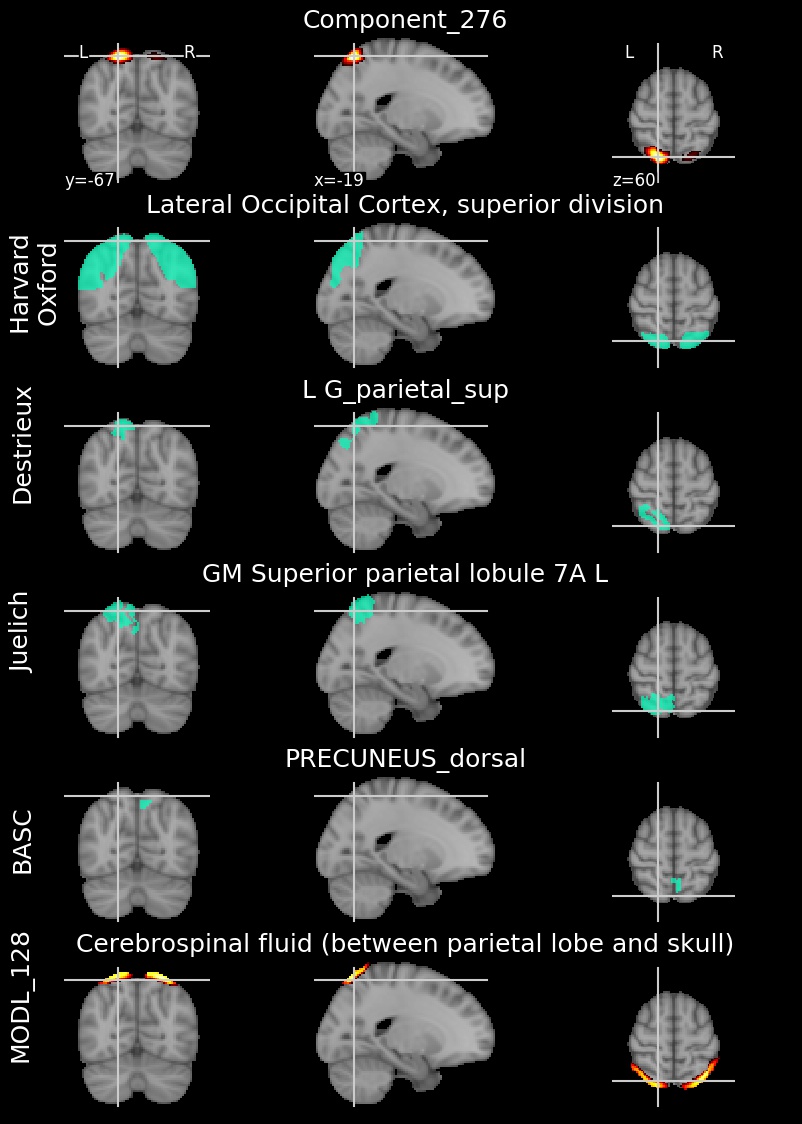 Component_276
L R
L R
y=-67
x=-19
z=60
Lateral Occipital Cortex, superior division
Harvard
Oxford
L G_parietal_sup
Destrieux
GM Superior parietal lobule 7A L
Juelich
PRECUNEUS_dorsal
BASC
Cerebrospinal fluid (between parietal lobe and skull)
MODL_128